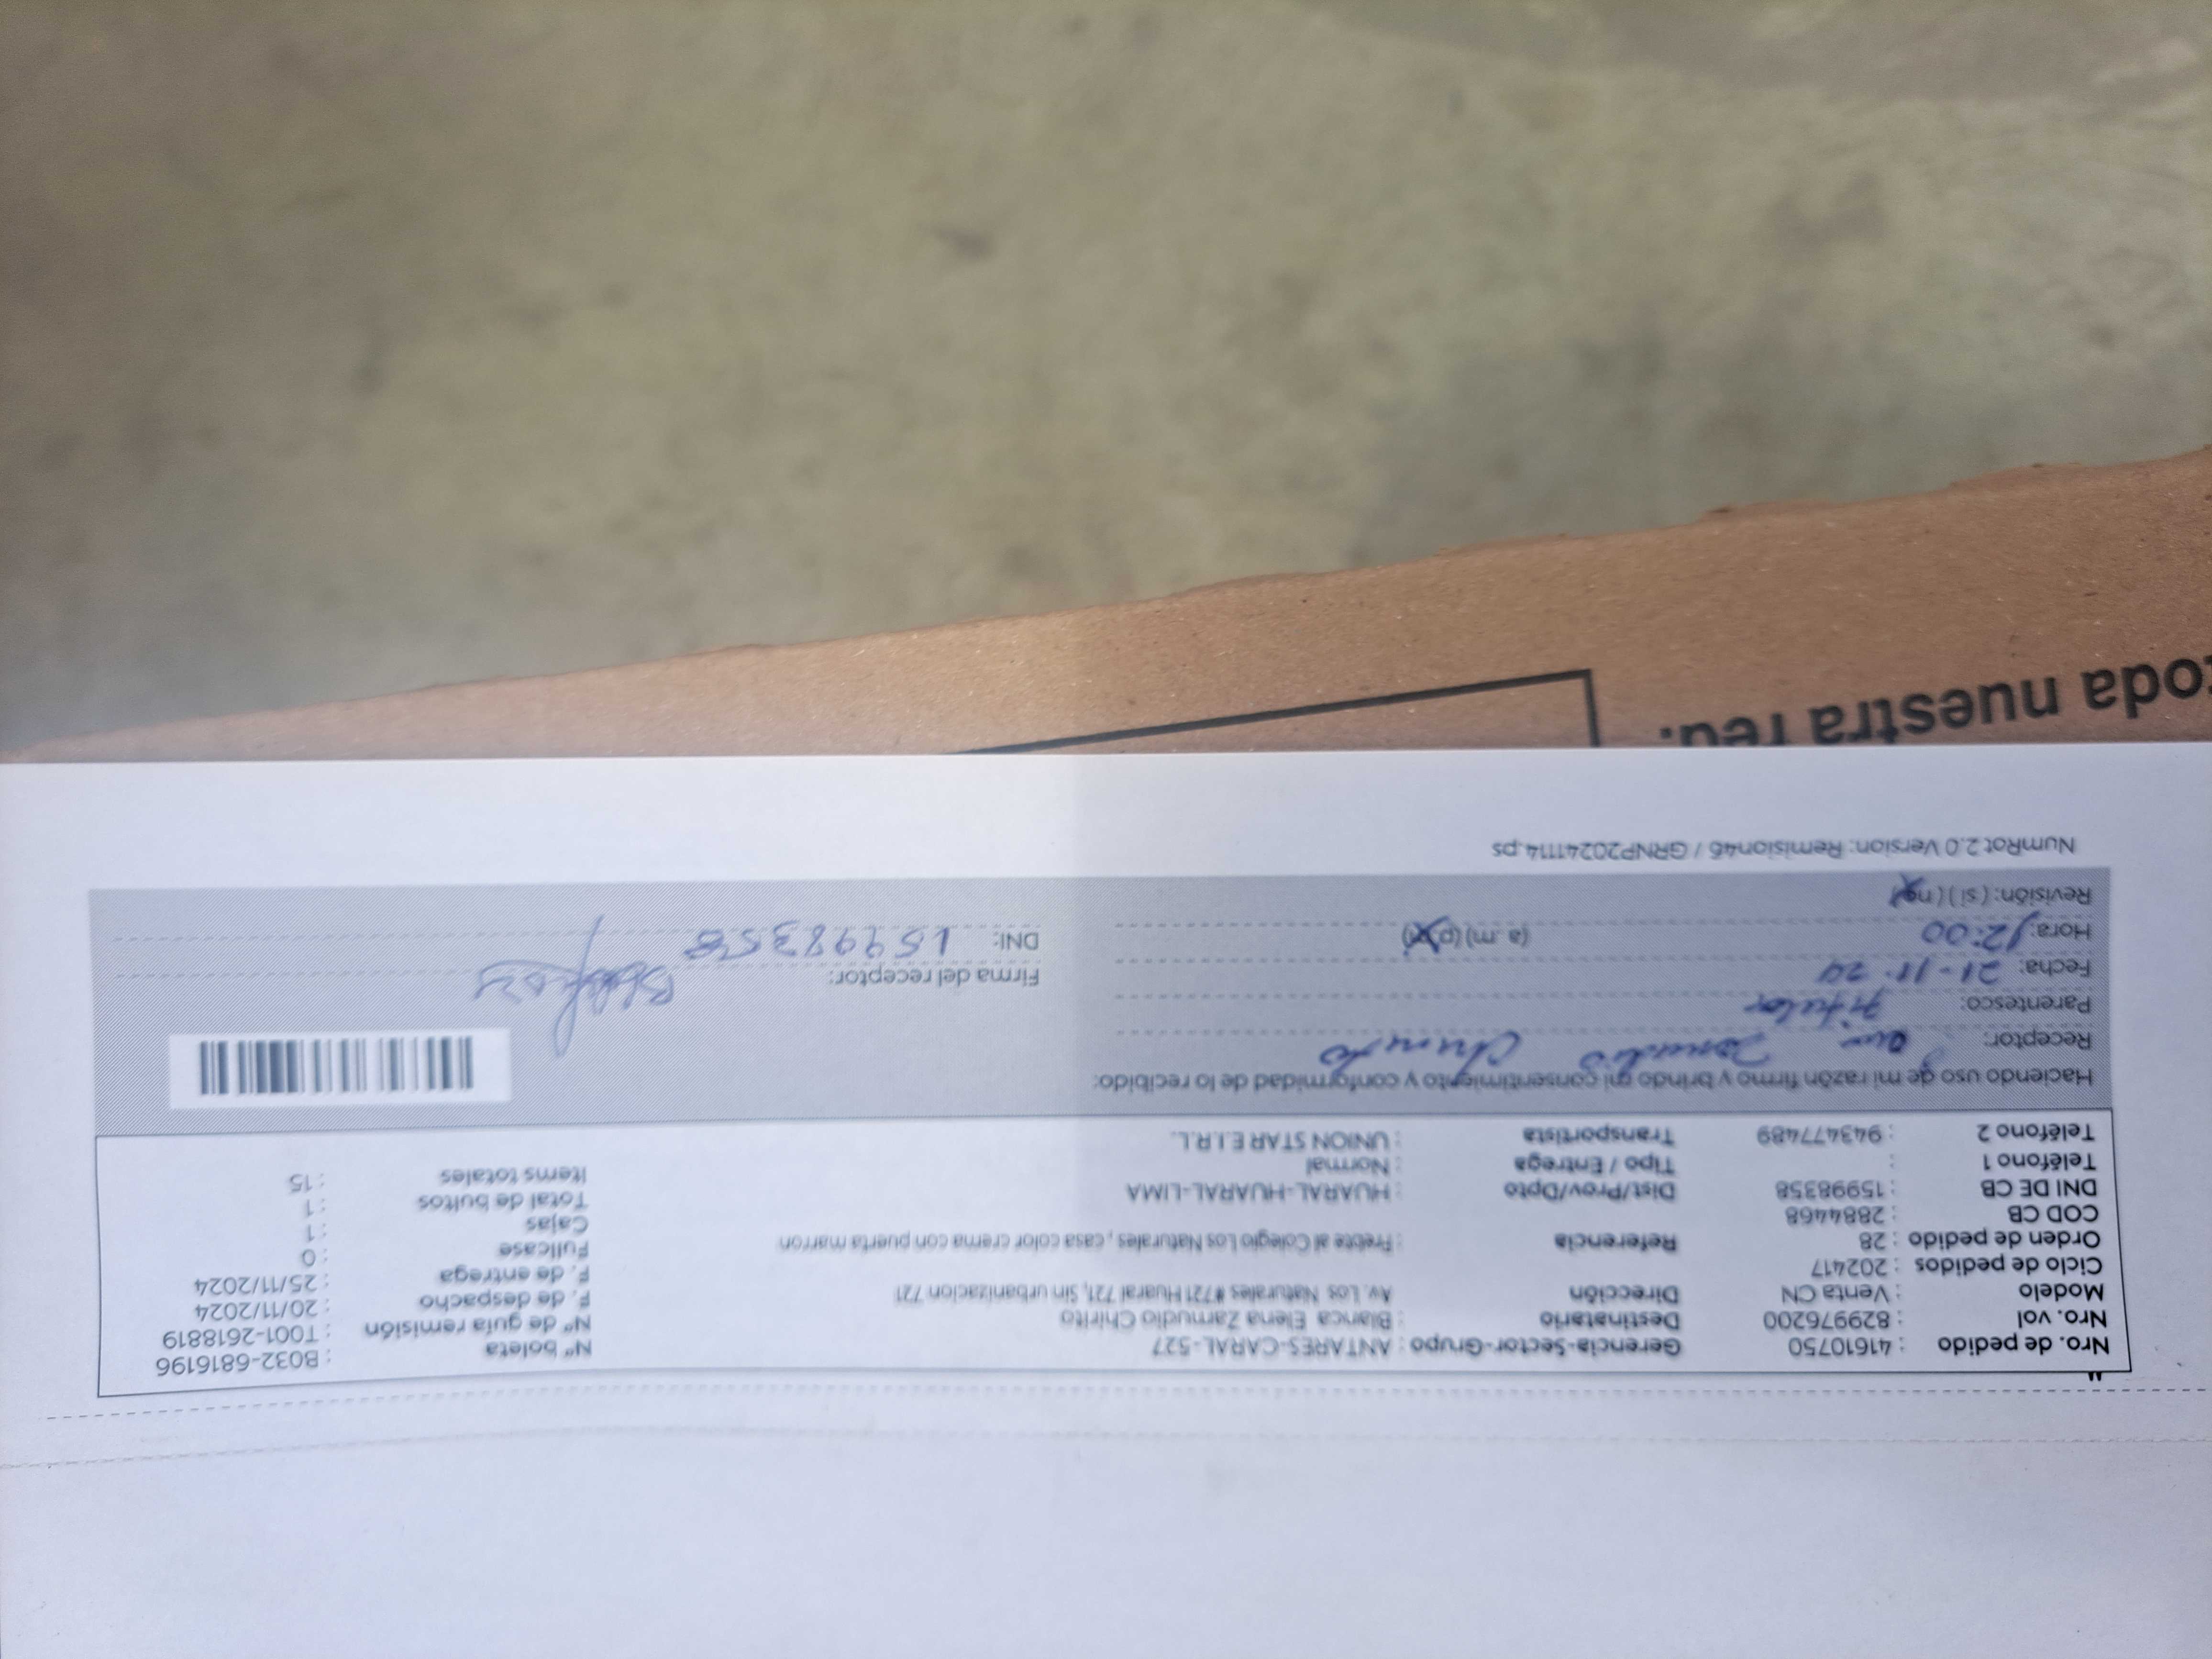 Nro. de pedido : 41610750 Gerencia-Sector-Grupo : ANTARES-CARAL-527 N° boleta : B032-6816196
Nro. vol : 829976200 Destinatario : Blanca Elena Zamudio Chirito N° de guía remisión : T001-2618819
Modelo : Venta CN Dirección : Av. Los Naturales #721 Huaral 721, Sin urbanizacion 721 F. de despacho : 20/11/2024
Ciclo de pedidos : 202417 F. de entrega : 25/11/2024
Orden de pedido : 28 Referencia : Frebte al Colegio Los Naturales , casa color crema con puerta marron Fullcase : 0
COD CB : 2884468 Cajas : 1
DNI DE CB : 15998358 Dist/Prov/Dpto : HUARAL-HUARAL-LIMA Total de bultos : 1
Teléfono 1 : Tipo / Entrega : Normal Items totales : 15
Teléfono 2 : 943477489 Transportista : UNION STAR E.I.R.L.
Haciendo uso de mi razón firmo y brindo mi consentimiento y conformidad de lo recibido:
Receptor: Zamudio Chirito
Parentesco: Titular
Firma del receptor:
Fecha: 21-11-24
DNI: 15998358
Hora: 12:00 (a .m) (p.m)
Revisión: ( si ) ( no )
NumRot 2.0 Version: Remision46 / GRNP20241114.ps
toda nuestra red.